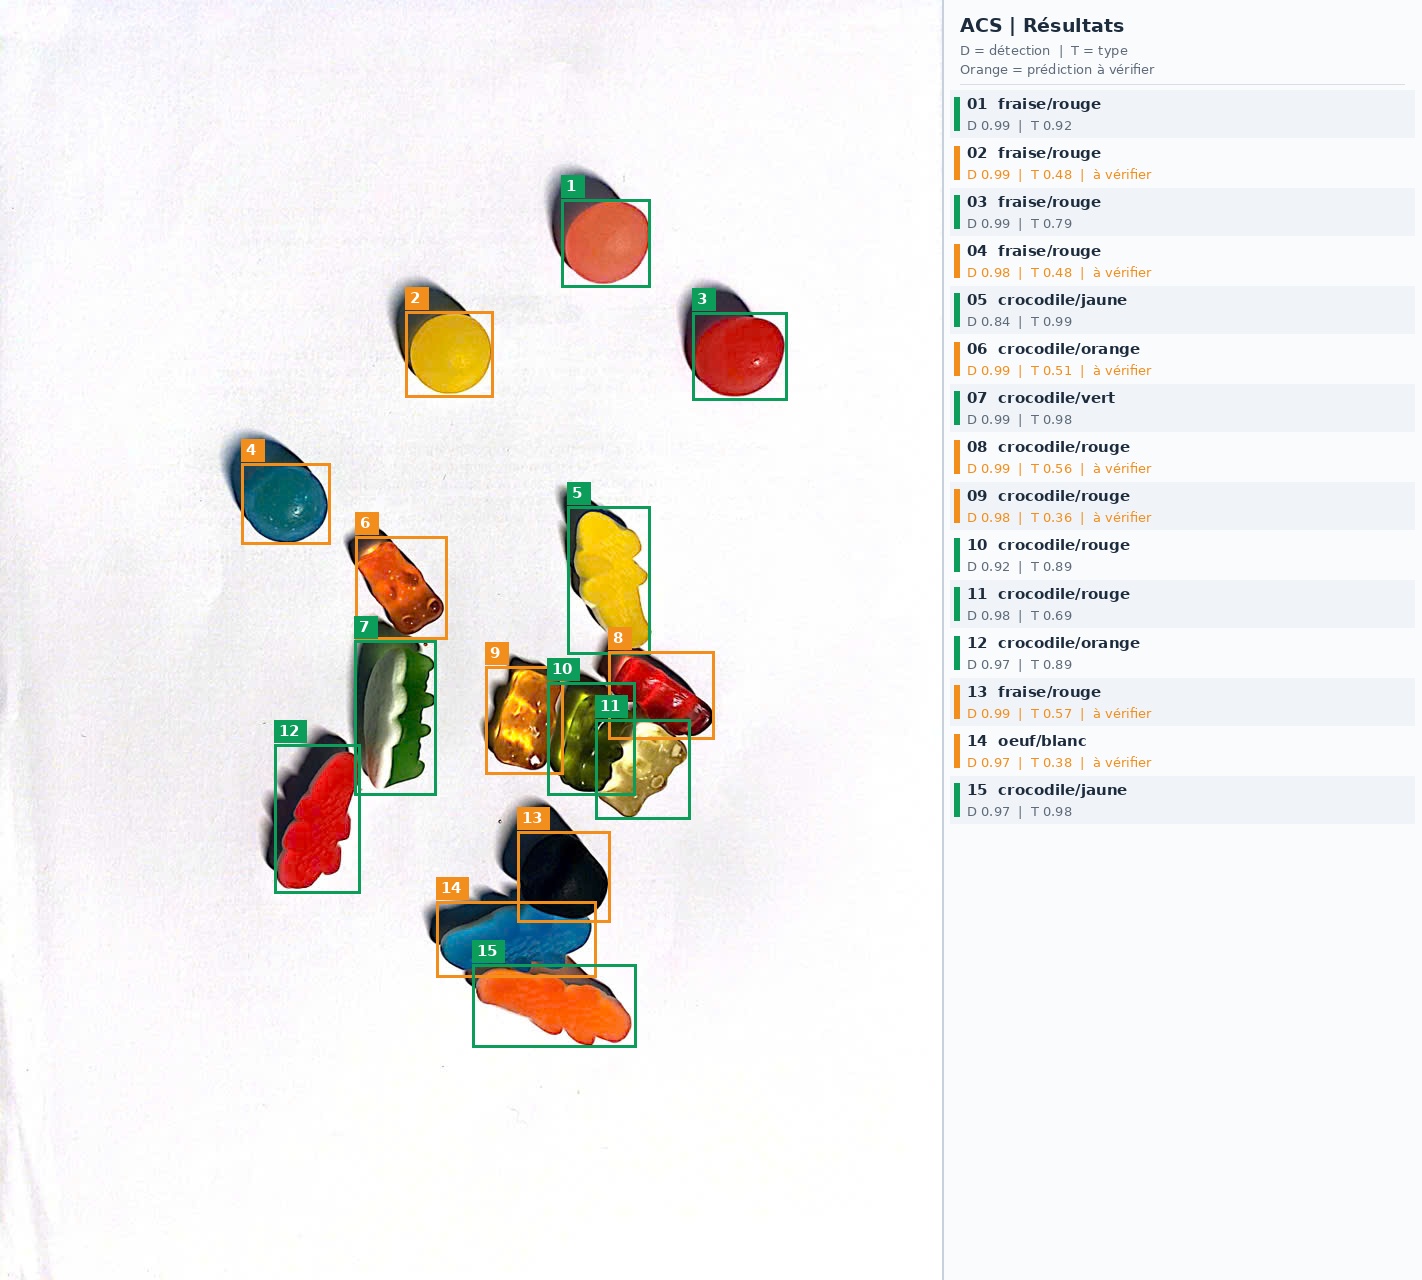 ACS | Résultats
D = détection | T = type
Orange = prédiction à vérifier
01 fraise/rouge
D 0.99 | T 0.92
02 fraise/rouge
D 0.99 | T 0.48 | à vérifier
03 fraise/rouge
D 0.99 | T 0.79
04 fraise/rouge
D 0.98 | T 0.48 | à vérifier
05 crocodile/jaune
D 0.84 | T 0.99
06 crocodile/orange
D 0.99 | T 0.51 | à vérifier
07 crocodile/vert
D 0.99 | T 0.98
08 crocodile/rouge
D 0.99 | T 0.56 | à vérifier
09 crocodile/rouge
D 0.98 | T 0.36 | à vérifier
10 crocodile/rouge
D 0.92 | T 0.89
11 crocodile/rouge
D 0.98 | T 0.69
12 crocodile/orange
D 0.97 | T 0.89
13 fraise/rouge
D 0.99 | T 0.57 | à vérifier
14 oeuf/blanc
D 0.97 | T 0.38 | à vérifier
15 crocodile/jaune
D 0.97 | T 0.98
1
2
3
4
5
6
7
8
9
10
11
12
13
14
15